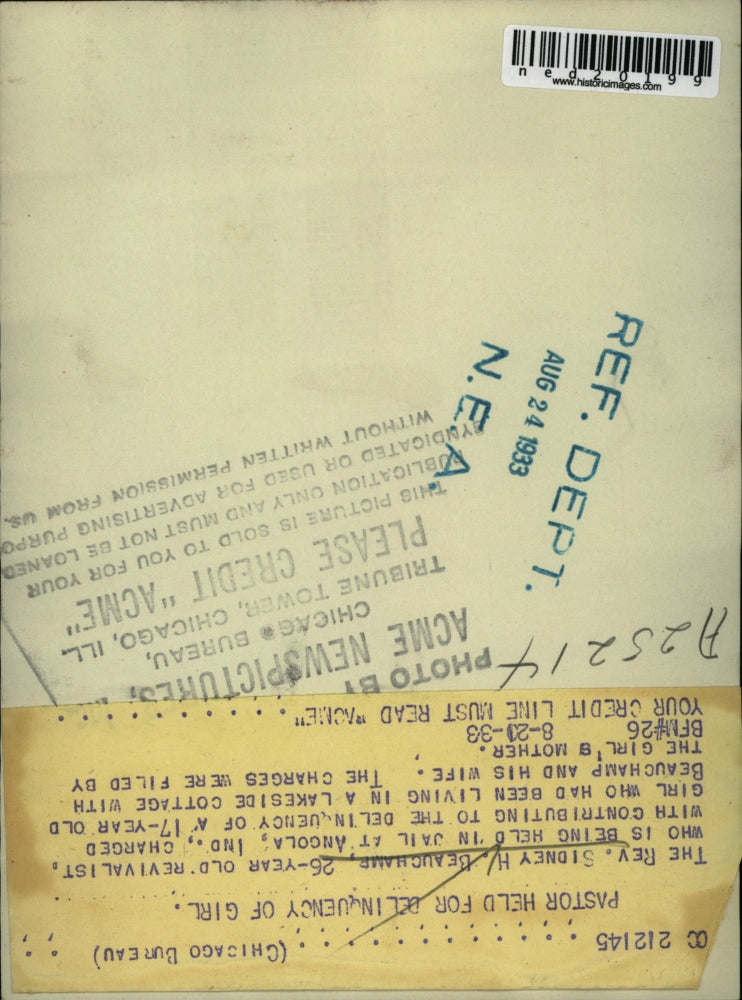 ned20199
www.historicimages.com
REF. DEPT.
AUG 24 1933
N.E.A.
PHOTO BY
ACME NEWSPICTURES,
CHICAGO BUREAU,
TRIBUNE TOWER, CHICAGO, ILL.
PLEASE CREDIT "ACME"
THIS PICTURE IS SOLD TO YOU FOR YOUR
PUBLICATION ONLY AND MUST NOT BE LOANED
SYNDICATED OR USED FOR ADVERTISING PURPO
WITHOUT WRITTEN PERMISSION FROM US.
A25214
CC 212145 . . . . . . . . . . . . (CHICAGO BUREAU)
PASTOR HELD FOR DELINQUENCY OF GIRL.
THE REV. SIDNEY H. BEAUCHAMP, 26-YEAR OLD REVIVALIST,
WHO IS BEING HELD IN JAIL AT ANGOLA, IND., CHARGED
WITH CONTRIBUTING TO THE DELINQUENCY OF A 17-YEAR OLD
GIRL WHO HAD BEEN LIVING IN A LAKESIDE COTTAGE WITH
BEAUCHAMP AND HIS WIFE. THE CHARGES WERE FILED BY
THE GIRL'S MOTHER.
BFM#26 8-21-33
YOUR CREDIT LINE MUST READ "ACME" . . . . . . . . .